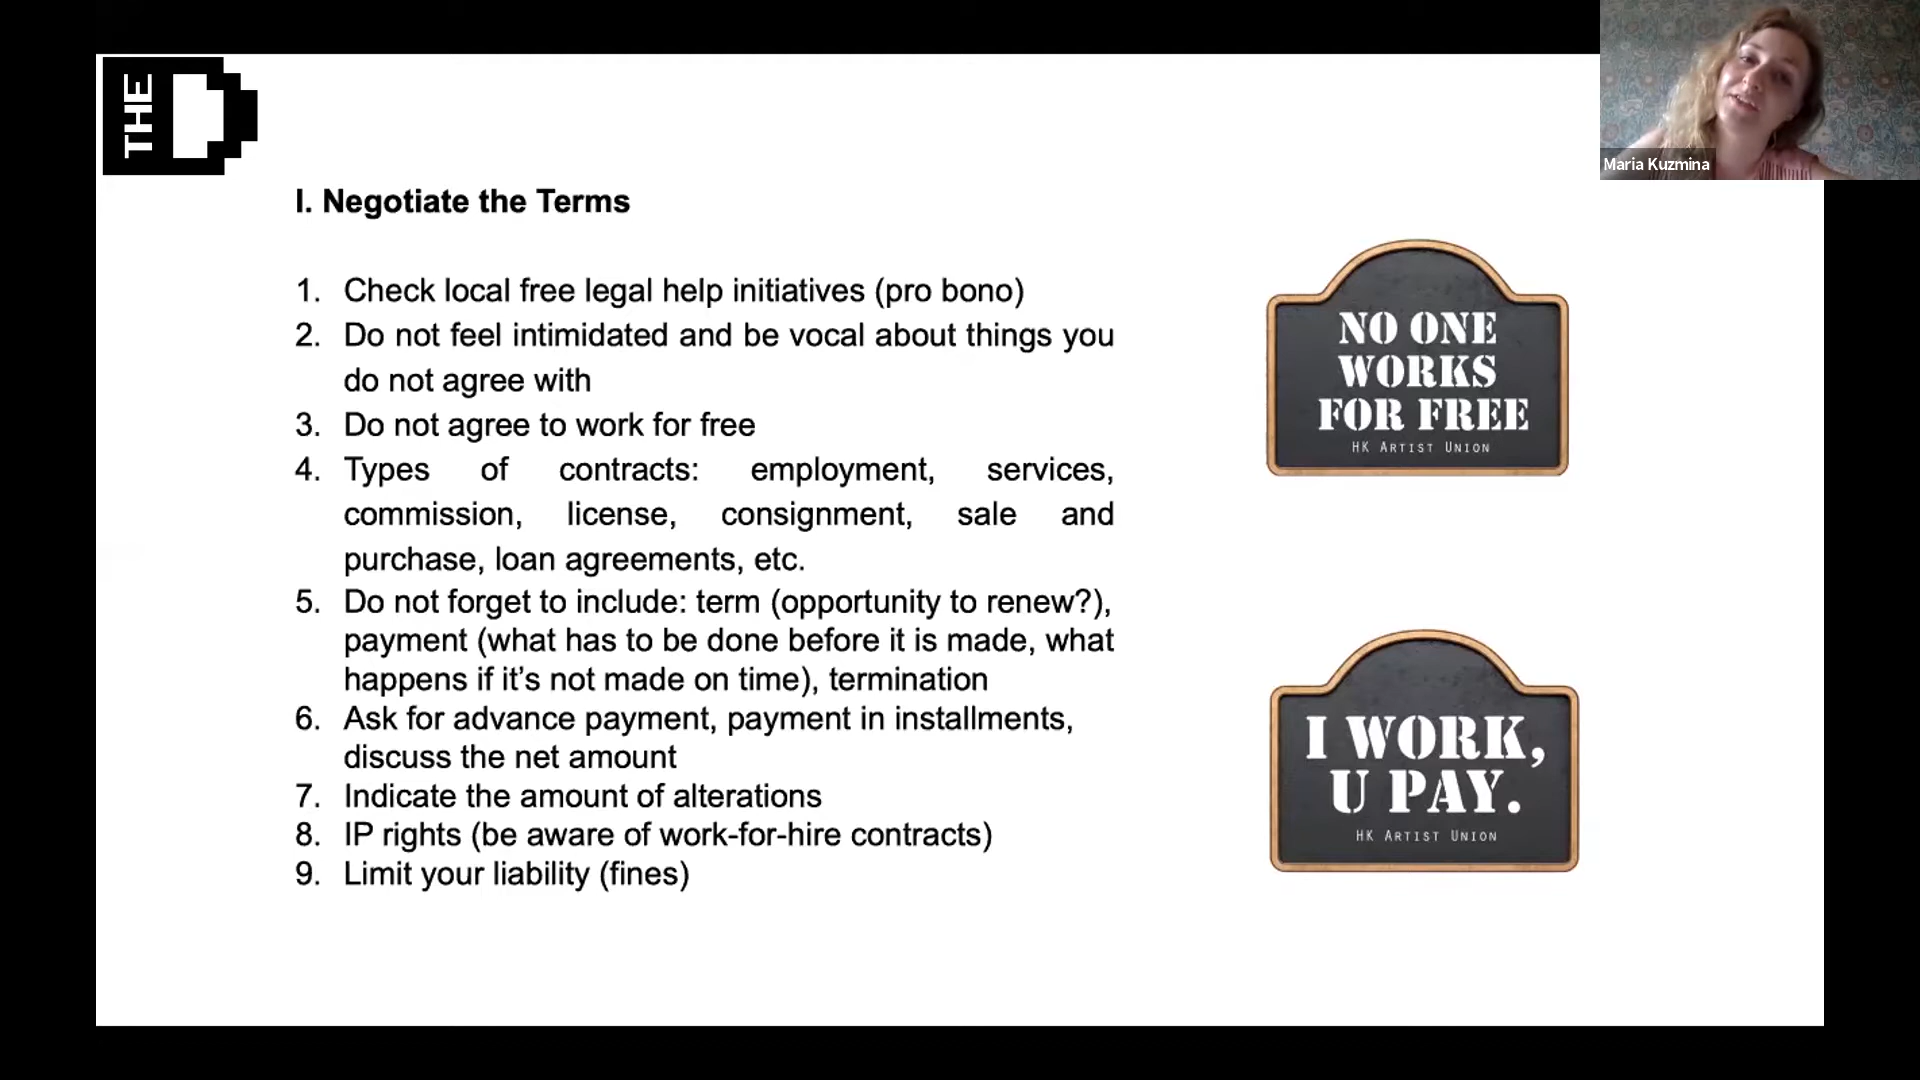 THE D
Maria Kuzmina
I. Negotiate the Terms
1. Check local free legal help initiatives (pro bono)
2. Do not feel intimidated and be vocal about things you
do not agree with
3. Do not agree to work for free
4. Types of contracts: employment, services,
commission, license, consignment, sale and
purchase, loan agreements, etc.
5. Do not forget to include: term (opportunity to renew?),
payment (what has to be done before it is made, what
happens if it’s not made on time), termination
6. Ask for advance payment, payment in installments,
discuss the net amount
7. Indicate the amount of alterations
8. IP rights (be aware of work-for-hire contracts)
9. Limit your liability (fines)
NO ONE
WORKS
FOR FREE
HK ARTIST UNION
I WORK,
U PAY.
HK ARTIST UNION